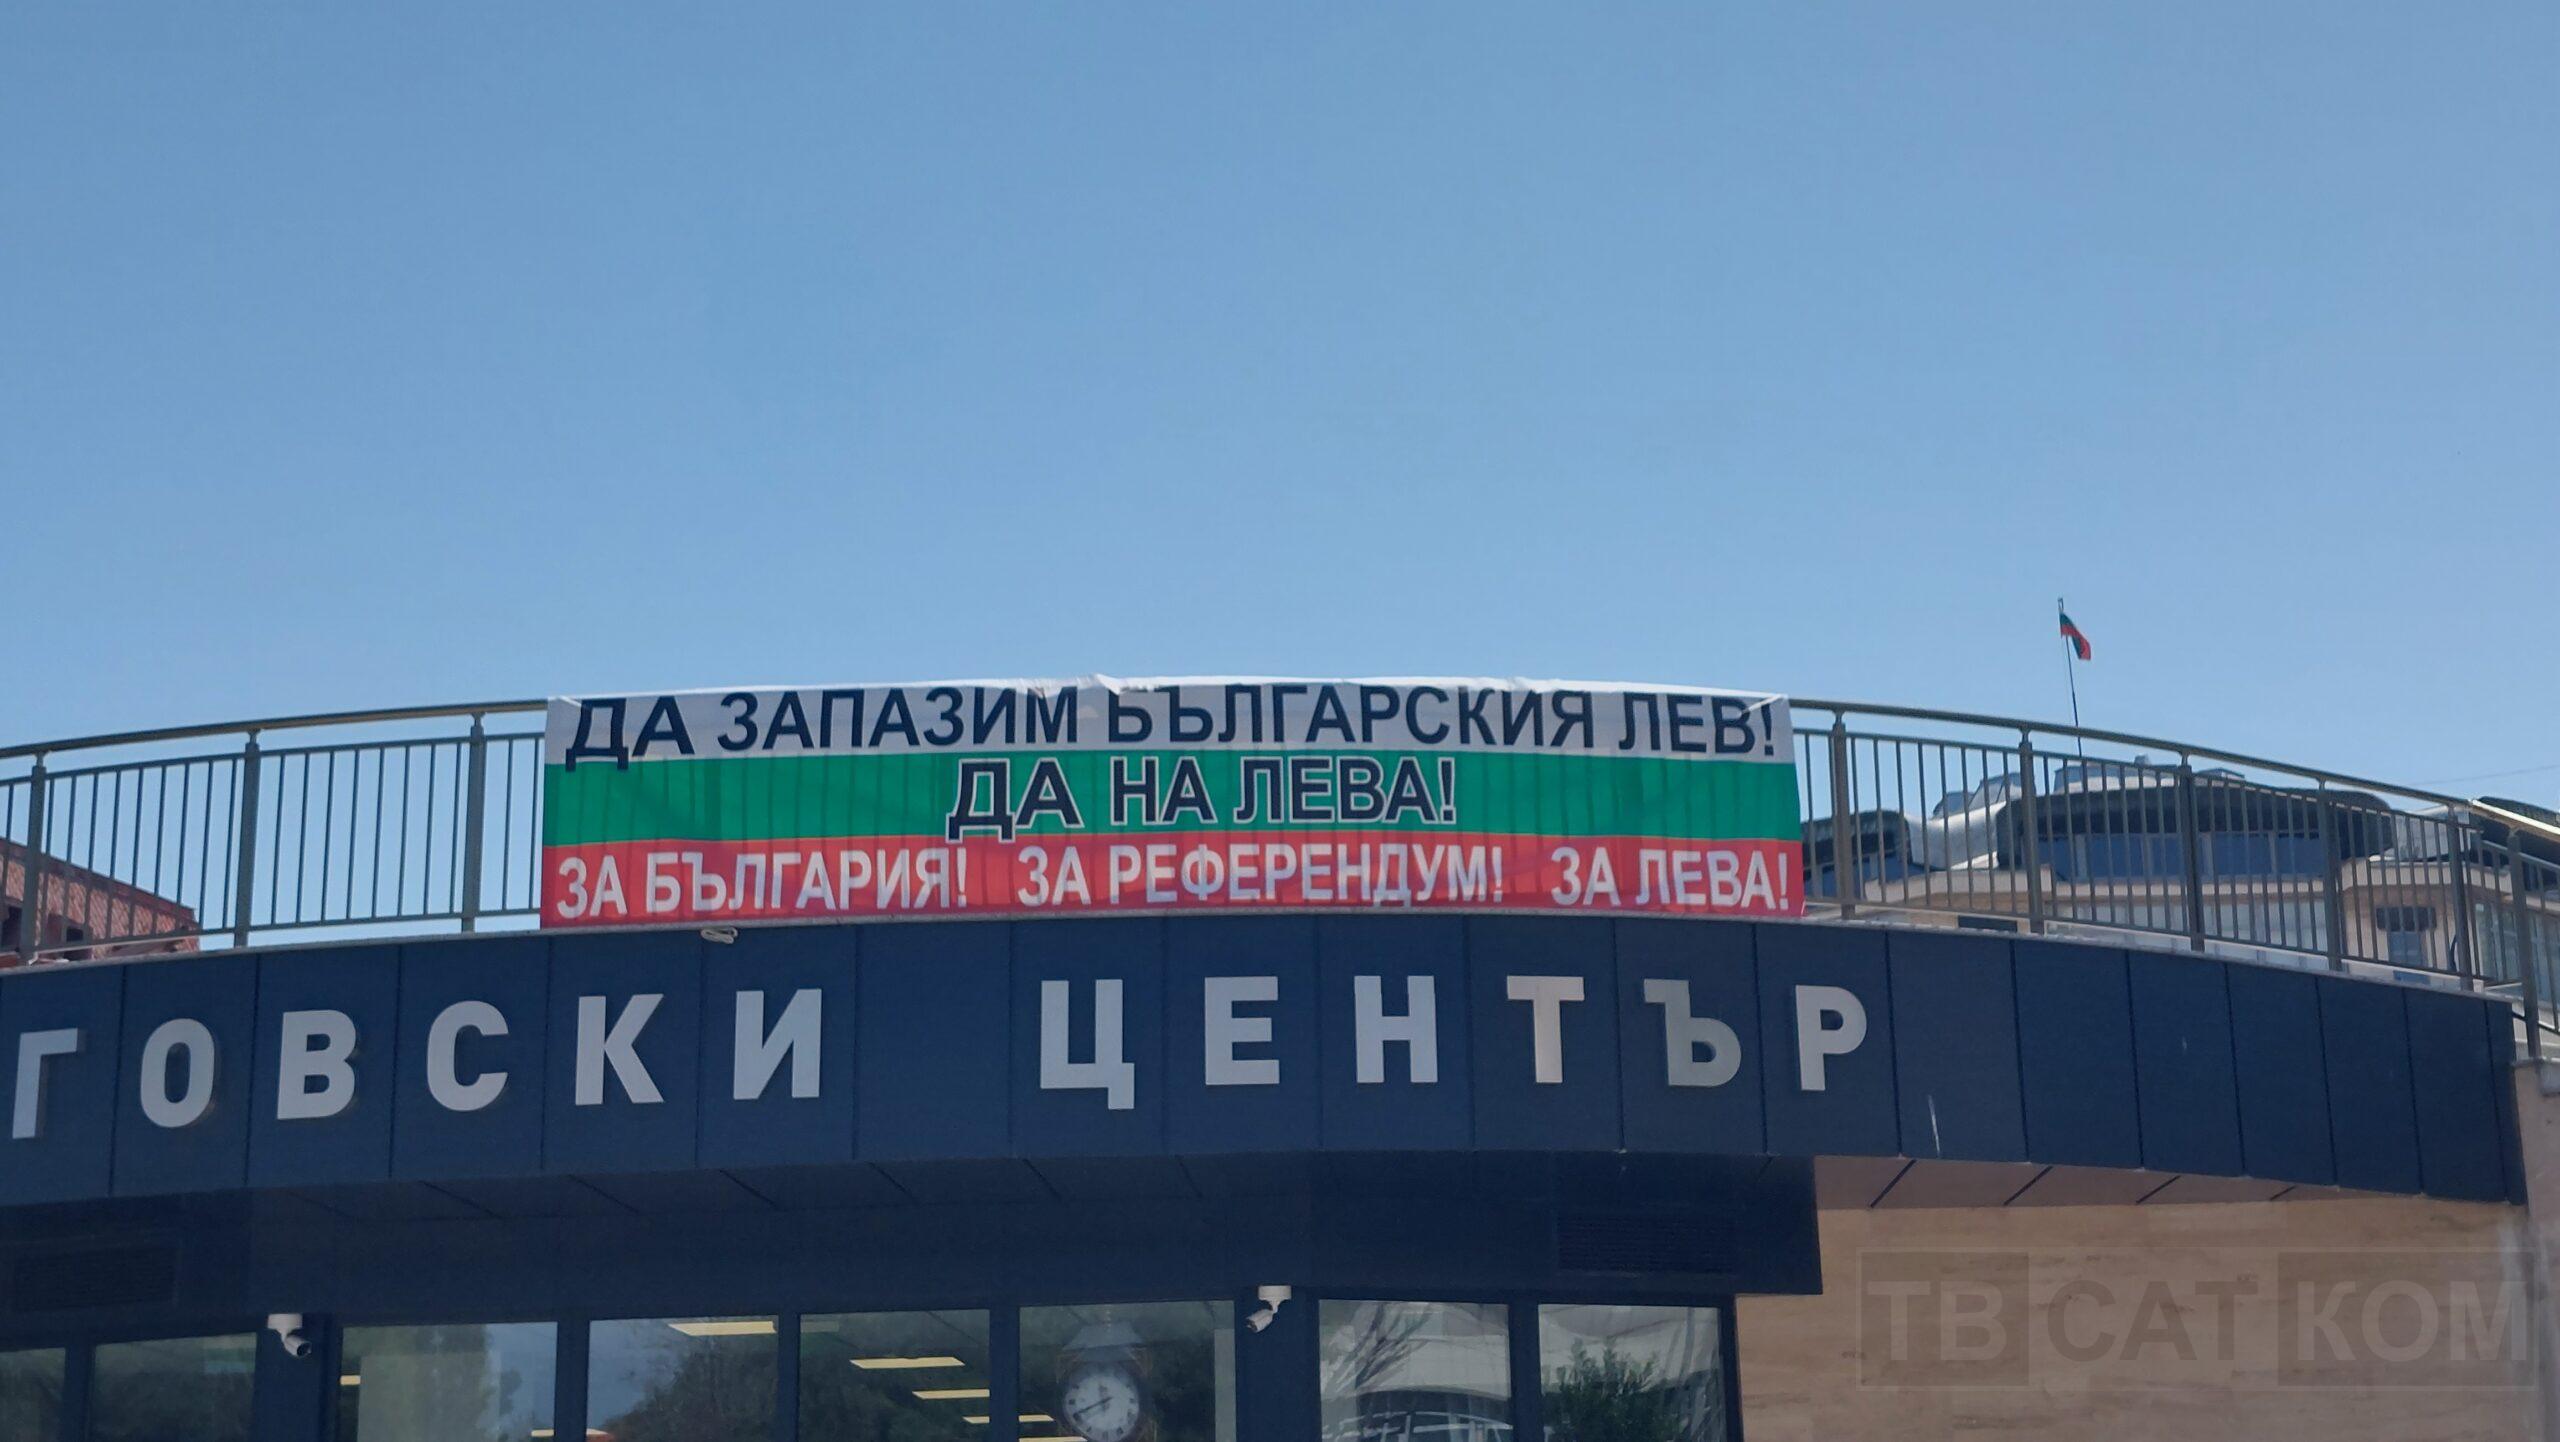 ДА ЗАПАЗИМ БЪЛГАРСКИЯ ЛЕВ!
ДА НА ЛЕВА!
ЗА БЪЛГАРИЯ! ЗА РЕФЕРЕНДУМ! ЗА ЛЕВА!
ГОВСКИ ЦЕНТЪР
ТВ САТ КОМ